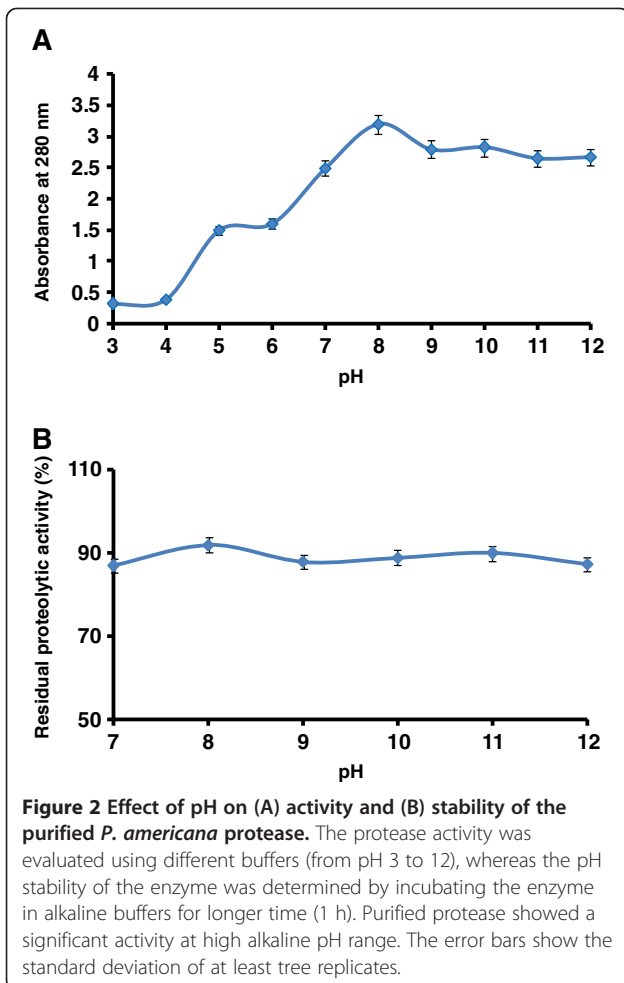 A
Absorbance at 280 nm
4
3.5
3
2.5
2
1.5
1
0.5
0
3 4 5 6 7 8 9 10 11 12
pH
B
Residual proteolytic activity (%)
110
90
70
50
7 8 9 10 11 12
pH
Figure 2 Effect of pH on (A) activity and (B) stability of the
purified P. americana protease. The protease activity was
evaluated using different buffers (from pH 3 to 12), whereas the pH
stability of the enzyme was determined by incubating the enzyme
in alkaline buffers for longer time (1 h). Purified protease showed a
significant activity at high alkaline pH range. The error bars show the
standard deviation of at least tree replicates.